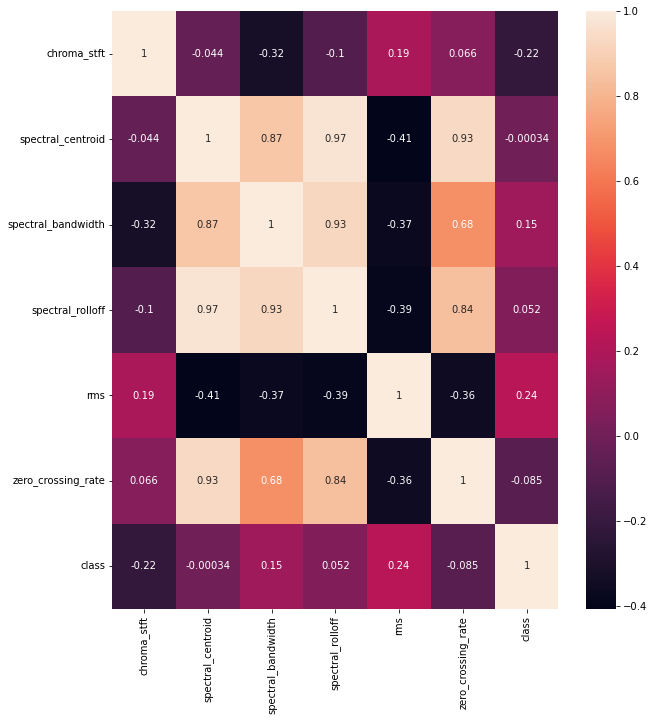 chroma_stft 1 -0.044 -0.32 -0.1 0.19 0.066 -0.22
spectral_centroid -0.044 1 0.87 0.97 -0.41 0.93 -0.00034
spectral_bandwidth -0.32 0.87 1 0.93 -0.37 0.68 0.15
spectral_rolloff -0.1 0.97 0.93 1 -0.39 0.84 0.052
rms 0.19 -0.41 -0.37 -0.39 1 -0.36 0.24
zero_crossing_rate 0.066 0.93 0.68 0.84 -0.36 1 -0.085
class -0.22 -0.00034 0.15 0.052 0.24 -0.085 1
chroma_stft
spectral_centroid
spectral_bandwidth
spectral_rolloff
rms
zero_crossing_rate
class
1.0
0.8
0.6
0.4
0.2
0.0
−0.2
−0.4